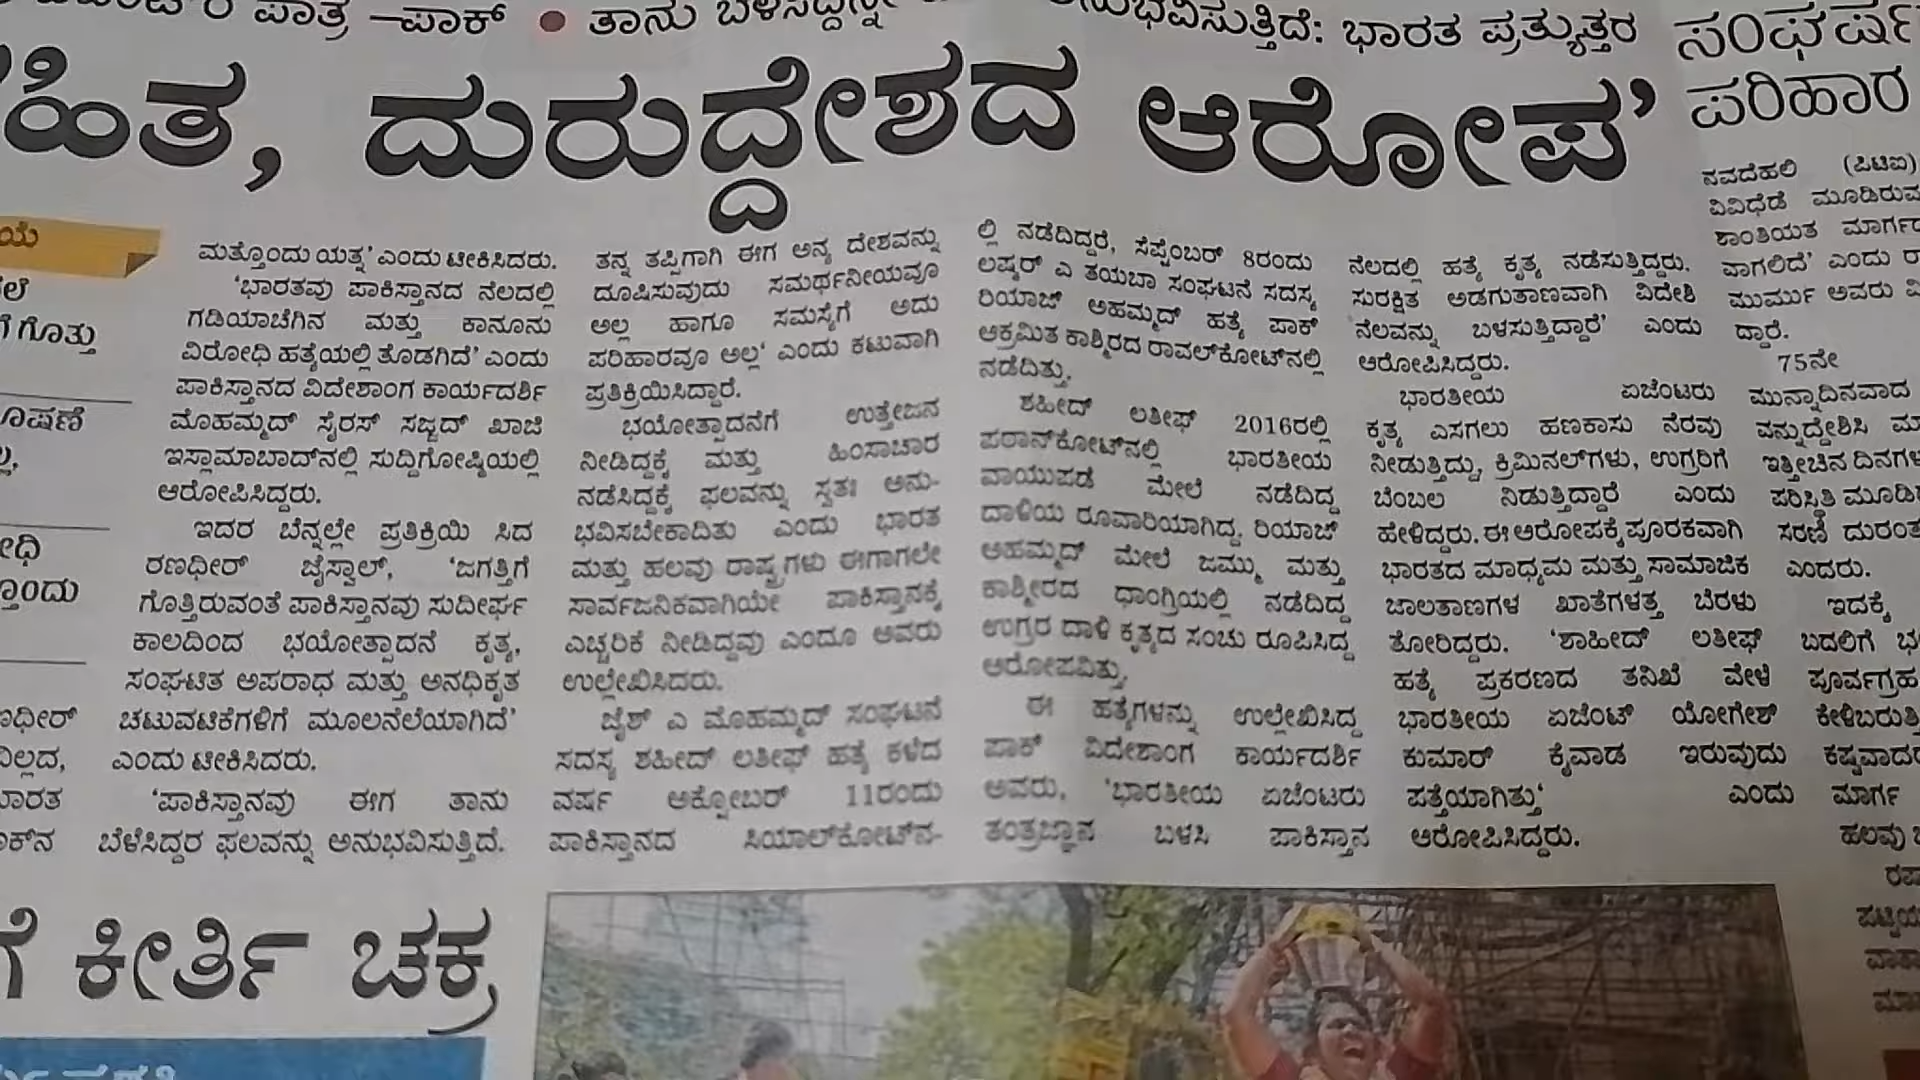 ಪಾತ್ರ –ಪಾಕ್ ● ತಾನು ಅನುಭವಿಸುತ್ತಿದೆ: ಭಾರತ ಪ್ರತ್ಯುತ್ತರ
ಹಿತ, ದುರುದ್ದೇಶದ ಆರೋಪ'
ಗೊತ್ತು
ಮತ್ತೊಂದು ಯತ್ನ' ಎಂದು ಟೀಕಿಸಿದರು.
'ಭಾರತವು ಪಾಕಿಸ್ತಾನದ ನೆಲದಲ್ಲಿ
ಗಡಿಯಾಚೆಗಿನ ಮತ್ತು ಕಾನೂನು
ವಿರೋಧಿ ಹತ್ಯೆಯಲ್ಲಿ ತೊಡಗಿದೆ' ಎಂದು
ಪಾಕಿಸ್ತಾನದ ವಿದೇಶಾಂಗ ಕಾರ್ಯದರ್ಶಿ
ಮೊಹಮ್ಮದ್ ಸೈರಸ್ ಸಜ್ಜದ್ ಖಾಜಿ
ಇಸ್ಲಾಮಾಬಾದ್‌ನಲ್ಲಿ ಸುದ್ದಿಗೋಷ್ಠಿಯಲ್ಲಿ
ಆರೋಪಿಸಿದ್ದರು.
ಇದರ ಬೆನ್ನಲ್ಲೇ ಪ್ರತಿಕ್ರಿಯಿ ಸಿದ
ರಣಧೀರ್ ಜೈಸ್ವಾಲ್, 'ಜಗತ್ತಿಗೆ
ಗೊತ್ತಿರುವಂತೆ ಪಾಕಿಸ್ತಾನವು ಸುದೀರ್ಘ
ಕಾಲದಿಂದ ಭಯೋತ್ಪಾದನೆ ಕೃತ್ಯ,
ಸಂಘಟಿತ ಅಪರಾಧ ಮತ್ತು ಅನಧಿಕೃತ
ಚಟುವಟಿಕೆಗಳಿಗೆ ಮೂಲನೆಲೆಯಾಗಿದೆ'
ಎಂದು ಟೀಕಿಸಿದರು.
'ಪಾಕಿಸ್ತಾನವು ಈಗ ತಾನು
ಬೆಳೆಸಿದ್ದರ ಫಲವನ್ನು ಅನುಭವಿಸುತ್ತಿದೆ.
ತನ್ನ ತಪ್ಪಿಗಾಗಿ ಈಗ ಅನ್ಯ ದೇಶವನ್ನು
ದೂಷಿಸುವುದು ಸಮರ್ಥನೀಯವೂ
ಅಲ್ಲ ಹಾಗೂ ಸಮಸ್ಯೆಗೆ ಅದು
ಪರಿಹಾರವೂ ಅಲ್ಲ' ಎಂದು ಕಟುವಾಗಿ
ಪ್ರತಿಕ್ರಿಯಿಸಿದ್ದಾರೆ.
ಭಯೋತ್ಪಾದನೆಗೆ ಉತ್ತೇಜನ
ನೀಡಿದ್ದಕ್ಕೆ ಮತ್ತು ಹಿಂಸಾಚಾರ
ನಡೆಸಿದ್ದಕ್ಕೆ ಫಲವನ್ನು ಸ್ವತಃ ಅನು-
ಭವಿಸಬೇಕಾದಿತು ಎಂದು ಭಾರತ
ಮತ್ತು ಹಲವು ರಾಷ್ಟ್ರಗಳು ಈಗಾಗಲೇ
ಸಾರ್ವಜನಿಕವಾಗಿಯೇ ಪಾಕಿಸ್ತಾನಕ್ಕೆ
ಎಚ್ಚರಿಕೆ ನೀಡಿದ್ದವು ಎಂದೂ ಅವರು
ಉಲ್ಲೇಖಿಸಿದರು.
ಜೈಶ್ ಎ ಮೊಹಮ್ಮದ್ ಸಂಘಟನೆ
ಸದಸ್ಯ ಶಹೀದ್ ಲತೀಫ್ ಹತ್ಯೆ ಕಳೆದ
ವರ್ಷ ಅಕ್ಟೋಬರ್ 11ರಂದು
ಪಾಕಿಸ್ತಾನದ ಸಿಯಾಲ್‌ಕೋಟ್‌ನ-
ಲ್ಲಿ ನಡೆದಿದ್ದರೆ, ಸೆಪ್ಟೆಂಬರ್ 8ರಂದು
ಲಷ್ಕರ್ ಎ ತಯಬಾ ಸಂಘಟನೆ ಸದಸ್ಯ
ರಿಯಾಜ್ ಅಹಮ್ಮದ್ ಹತ್ಯೆ ಪಾಕ್
ಆಕ್ರಮಿತ ಕಾಶ್ಮಿರದ ರಾವಲ್‌ಕೋಟ್‌ನಲ್ಲಿ
ನಡೆದಿತ್ತು.
ಶಹೀದ್ ಲತೀಫ್ 2016ರಲ್ಲಿ
ಪಠಾನ್‌ಕೋಟ್‌ನಲ್ಲಿ ಭಾರತೀಯ
ವಾಯುಪಡೆ ಮೇಲೆ ನಡೆದಿದ್ದ
ದಾಳಿಯ ರೂವಾರಿಯಾಗಿದ್ದ. ರಿಯಾಜ್
ಅಹಮ್ಮದ್ ಮೇಲೆ ಜಮ್ಮು ಮತ್ತು
ಕಾಶ್ಮೀರದ ಧಾಂಗ್ರಿಯಲ್ಲಿ ನಡೆದಿದ್ದ
ಉಗ್ರರ ದಾಳಿ ಕೃತ್ಯದ ಸಂಚು ರೂಪಿಸಿದ್ದ
ಆರೋಪವಿತ್ತು.
ಈ ಹತ್ಯೆಗಳನ್ನು ಉಲ್ಲೇಖಿಸಿದ್ದ
ಪಾಕ್ ವಿದೇಶಾಂಗ ಕಾರ್ಯದರ್ಶಿ
ಅವರು, 'ಭಾರತೀಯ ಏಜೆಂಟರು
ತಂತ್ರಜ್ಞಾನ ಬಳಸಿ ಪಾಕಿಸ್ತಾನ
ನೆಲದಲ್ಲಿ ಹತ್ಯೆ ಕೃತ್ಯ ನಡೆಸುತ್ತಿದ್ದರು.
ಸುರಕ್ಷಿತ ಅಡಗುತಾಣವಾಗಿ ವಿದೇಶಿ
ನೆಲವನ್ನು ಬಳಸುತ್ತಿದ್ದಾರೆ' ಎಂದು
ಆರೋಪಿಸಿದ್ದರು.
ಭಾರತೀಯ ಏಜೆಂಟರು
ಕೃತ್ಯ ಎಸಗಲು ಹಣಕಾಸು ನೆರವು
ನೀಡುತ್ತಿದ್ದು, ಕ್ರಿಮಿನಲ್‌ಗಳು, ಉಗ್ರರಿಗೆ
ಬೆಂಬಲ ನಿಡುತ್ತಿದ್ದಾರೆ ಎಂದು
ಹೇಳಿದ್ದರು. ಈ ಆರೋಪಕ್ಕೆ ಪೂರಕವಾಗಿ
ಭಾರತದ ಮಾಧ್ಯಮ ಮತ್ತು ಸಾಮಾಜಿಕ
ಜಾಲತಾಣಗಳ ಖಾತೆಗಳತ್ತ ಬೆರಳು
ತೋರಿದ್ದರು. 'ಶಾಹೀದ್ ಲತೀಫ್
ಹತ್ಯೆ ಪ್ರಕರಣದ ತನಿಖೆ ವೇಳೆ
ಭಾರತೀಯ ಏಜೆಂಟ್ ಯೋಗೇಶ್
ಕುಮಾರ್ ಕೈವಾಡ ಇರುವುದು
ಪತ್ತೆಯಾಗಿತ್ತು' ಎಂದು
ಆರೋಪಿಸಿದ್ದರು.
ಸಂಘರ್ಷ
ಪರಿಹಾರ
ನವದೆಹಲಿ (ಪಿಟಿಐ)
ವಿವಿಧೆಡೆ ಮೂಡಿರುವ
ಶಾಂತಿಯತ ಮಾರ್ಗದ
ವಾಗಲಿದೆ' ಎಂದು
ಮುರ್ಮು ಅವರು
ದ್ದಾರೆ.
75ನೇ
ಮುನ್ನಾದಿನವಾದ
ವನ್ನುದ್ದೇಶಿಸಿ
ಇತ್ತೀಚಿನ ದಿನಗಳ
ಪರಿಸ್ಥಿತಿ
ಸರಣಿ
ಎಂದರು.
ಇದಕ್ಕೆ
ಬದಲಿಗೆ
ಪೂರ್ವಗ್ರಹ
ಮಾರ್ಗ
ಹಲವು
ಕೀರ್ತಿ ಚಕ್ರ